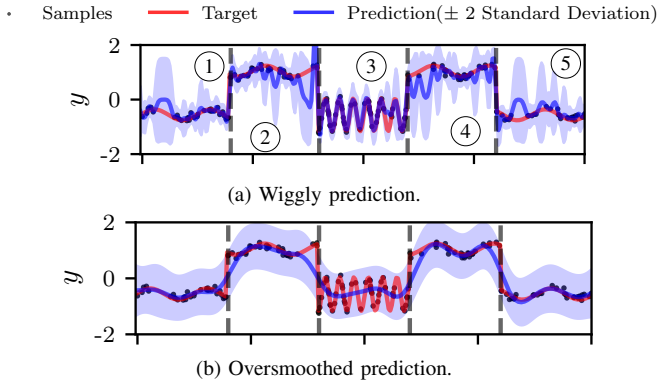 Samples Target Prediction(± 2 Standard Deviation)
2
0
-2
y
1
2
3
4
5
(a) Wiggly prediction.
2
0
-2
y
(b) Oversmoothed prediction.